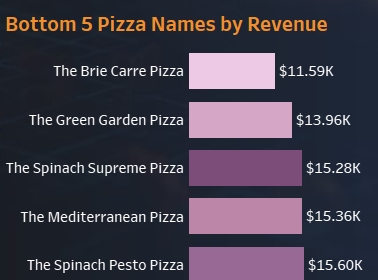 Bottom 5 Pizza Names by Revenue
The Brie Carre Pizza $11.59K
The Green Garden Pizza $13.96K
The Spinach Supreme Pizza $15.28K
The Mediterranean Pizza $15.36K
The Spinach Pesto Pizza $15.60K